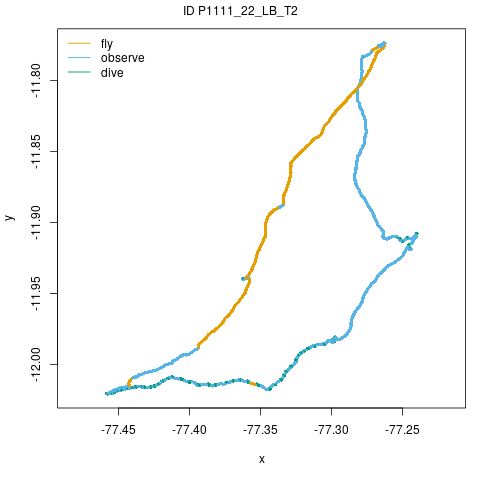 ID P1111_22_LB_T2
fly
observe
dive
y
-11.80
-11.85
-11.90
-11.95
-12.00
-77.45 -77.40 -77.35 -77.30 -77.25
x